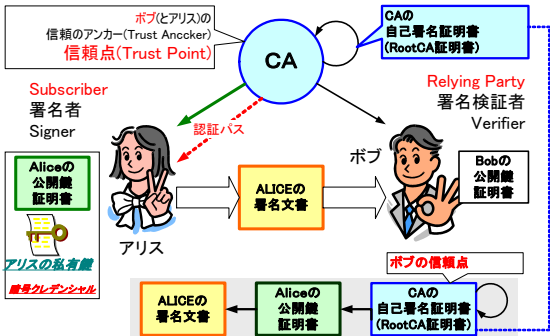 ボブ(とアリス)の
信頼のアンカー(Trust Anccker)
信頼点(Trust Point)
CA
CAの
自己署名証明書
(RootCA証明書)
Subscriber
署名者
Signer
Relying Party
署名検証者
Verifier
認証パス
Aliceの
公開鍵
証明書
アリスの私有鍵
暗号クレデンシャル
アリス
ALICEの
署名文書
ボブ
Bobの
公開鍵
証明書
ボブの信頼点
ALICEの
署名文書
Aliceの
公開鍵
証明書
CAの
自己署名証明書
(RootCA証明書)